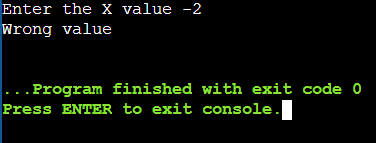 Enter the X value -2
Wrong value
...Program finished with exit code 0
Press ENTER to exit console.